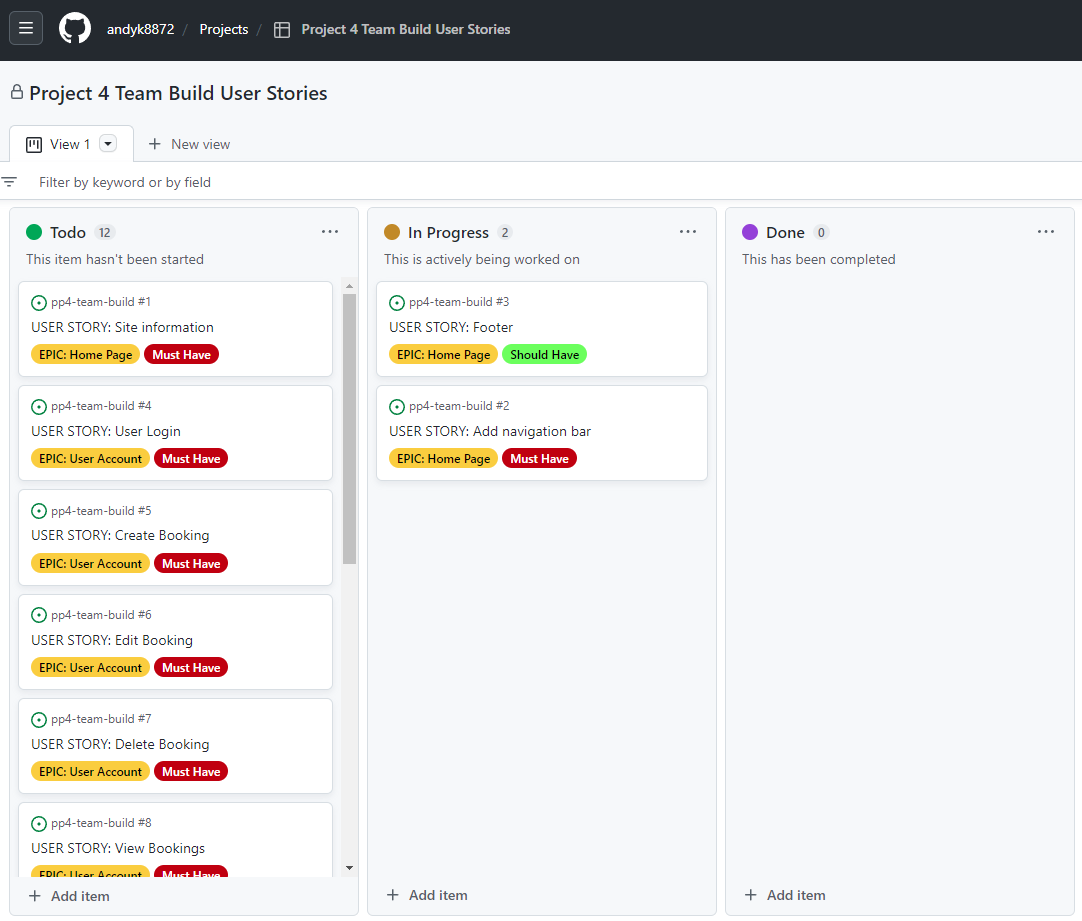 andyk8872 / Projects / Project 4 Team Build User Stories
Project 4 Team Build User Stories
View 1
New view
Filter by keyword or by field
Todo 12
This item hasn't been started
pp4-team-build #1
USER STORY: Site information
EPIC: Home Page Must Have
pp4-team-build #4
USER STORY: User Login
EPIC: User Account Must Have
pp4-team-build #5
USER STORY: Create Booking
EPIC: User Account Must Have
pp4-team-build #6
USER STORY: Edit Booking
EPIC: User Account Must Have
pp4-team-build #7
USER STORY: Delete Booking
EPIC: User Account Must Have
pp4-team-build #8
USER STORY: View Bookings
EPIC: User Account Must Have
Add item
In Progress 2
This is actively being worked on
pp4-team-build #3
USER STORY: Footer
EPIC: Home Page Should Have
pp4-team-build #2
USER STORY: Add navigation bar
EPIC: Home Page Must Have
Add item
Done 0
This has been completed
Add item